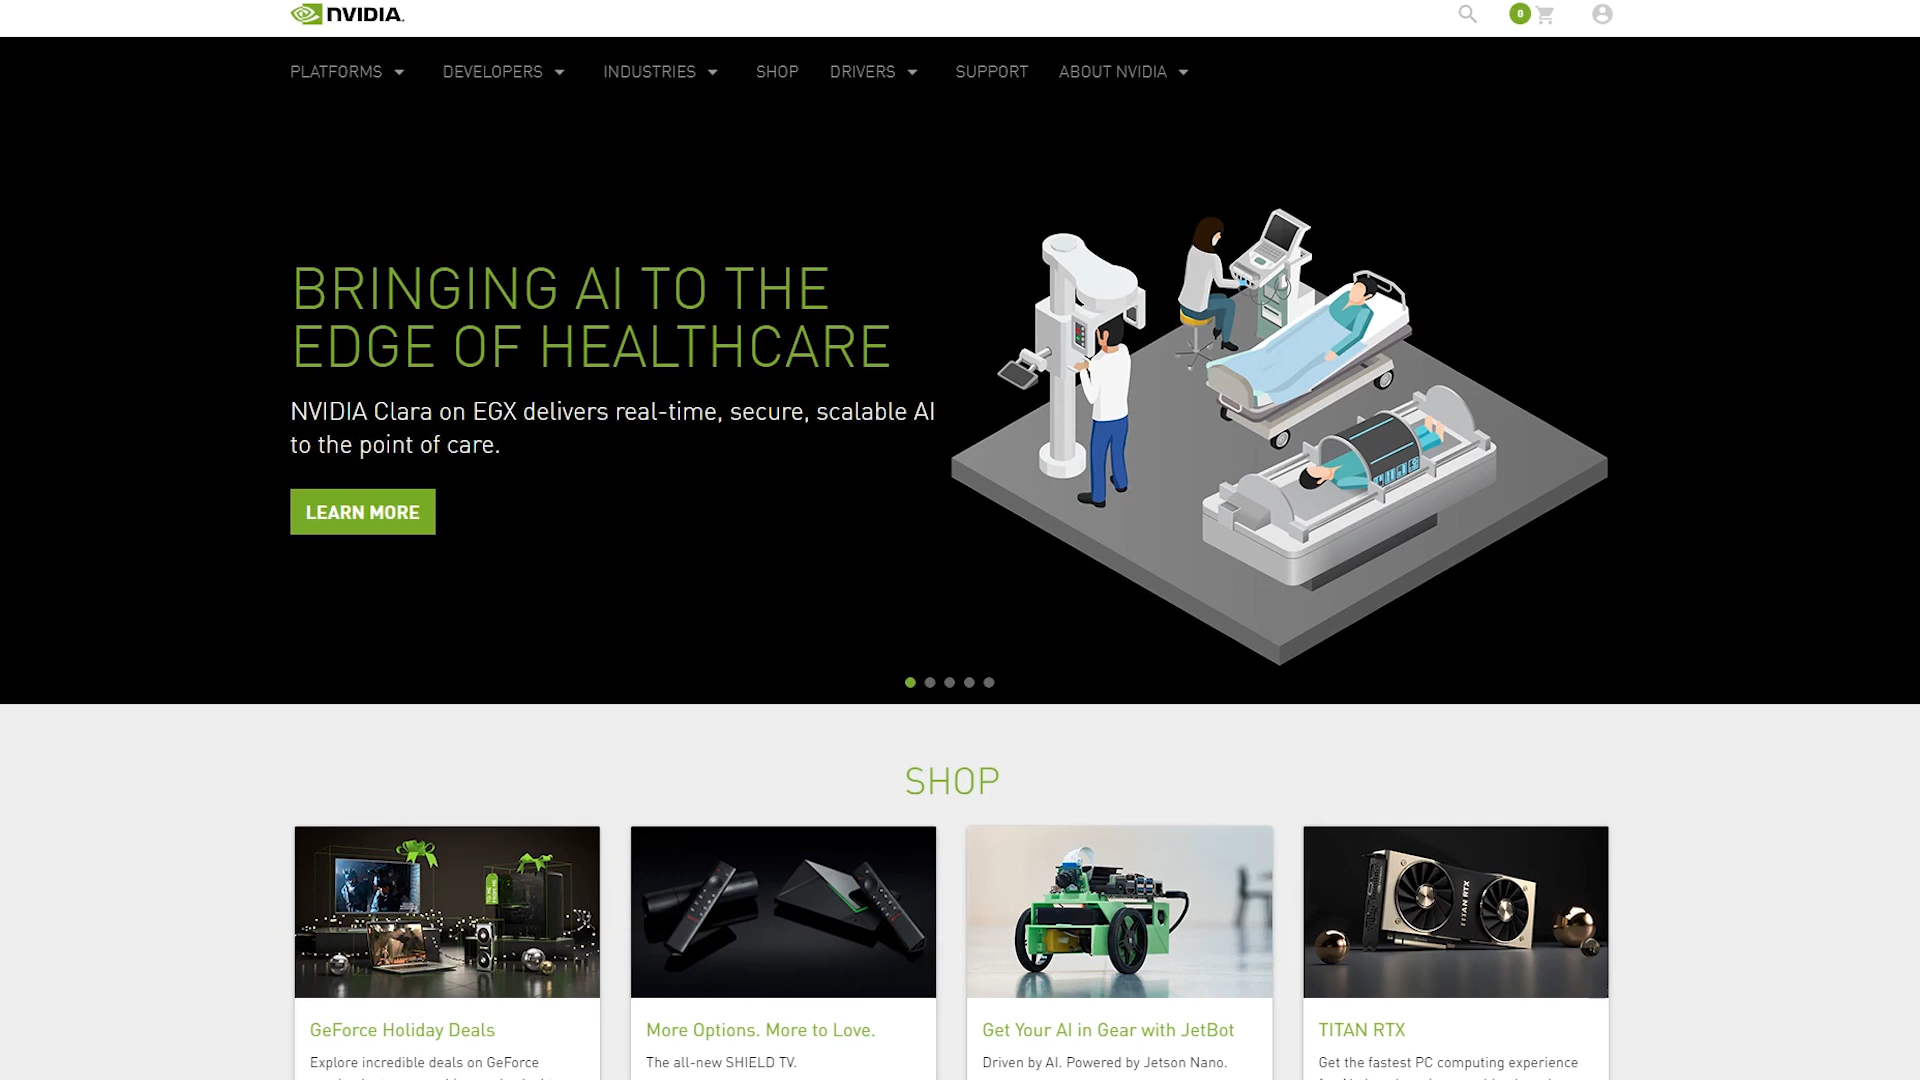 NVIDIA.
0
PLATFORMS DEVELOPERS INDUSTRIES SHOP DRIVERS SUPPORT ABOUT NVIDIA
BRINGING AI TO THE
EDGE OF HEALTHCARE
NVIDIA Clara on EGX delivers real-time, secure, scalable AI
to the point of care.
LEARN MORE
SHOP
TITAN RTX
GeForce Holiday Deals
Explore incredible deals on GeForce
More Options. More to Love.
The all-new SHIELD TV.
Get Your AI in Gear with JetBot
Driven by AI. Powered by Jetson Nano.
TITAN RTX
Get the fastest PC computing experience